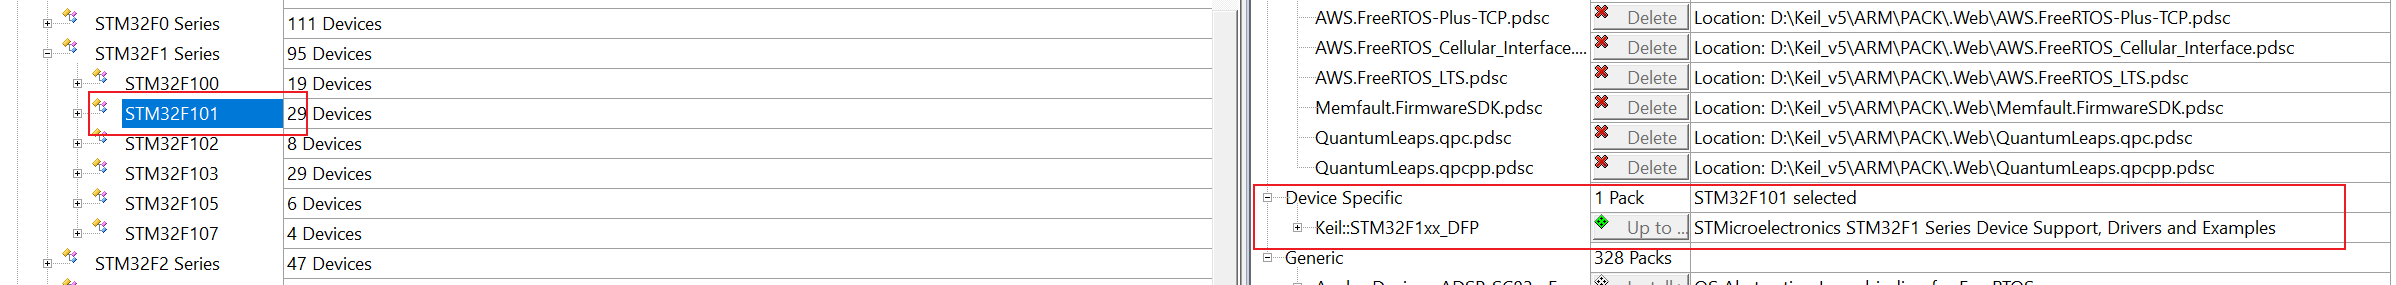 STM32F0 Series 111 Devices
STM32F1 Series 95 Devices
STM32F100 19 Devices
STM32F101 29 Devices
STM32F102 8 Devices
STM32F103 29 Devices
STM32F105 6 Devices
STM32F107 4 Devices
STM32F2 Series 47 Devices
AWS.FreeRTOS-Plus-TCP.pdsc Delete Location: D:\Keil_v5\ARM\PACK\.Web\AWS.FreeRTOS-Plus-TCP.pdsc
AWS.FreeRTOS_Cellular_Interface.... Delete Location: D:\Keil_v5\ARM\PACK\.Web\AWS.FreeRTOS_Cellular_Interface.pdsc
AWS.FreeRTOS_LTS.pdsc Delete Location: D:\Keil_v5\ARM\PACK\.Web\AWS.FreeRTOS_LTS.pdsc
Memfault.FirmwareSDK.pdsc Delete Location: D:\Keil_v5\ARM\PACK\.Web\Memfault.FirmwareSDK.pdsc
QuantumLeaps.qpc.pdsc Delete Location: D:\Keil_v5\ARM\PACK\.Web\QuantumLeaps.qpc.pdsc
QuantumLeaps.qpcpp.pdsc Delete Location: D:\Keil_v5\ARM\PACK\.Web\QuantumLeaps.qpcpp.pdsc
Device Specific 1 Pack STM32F101 selected
Keil::STM32F1xx_DFP Up to ... STMicroelectronics STM32F1 Series Device Support, Drivers and Examples
Generic 328 Packs